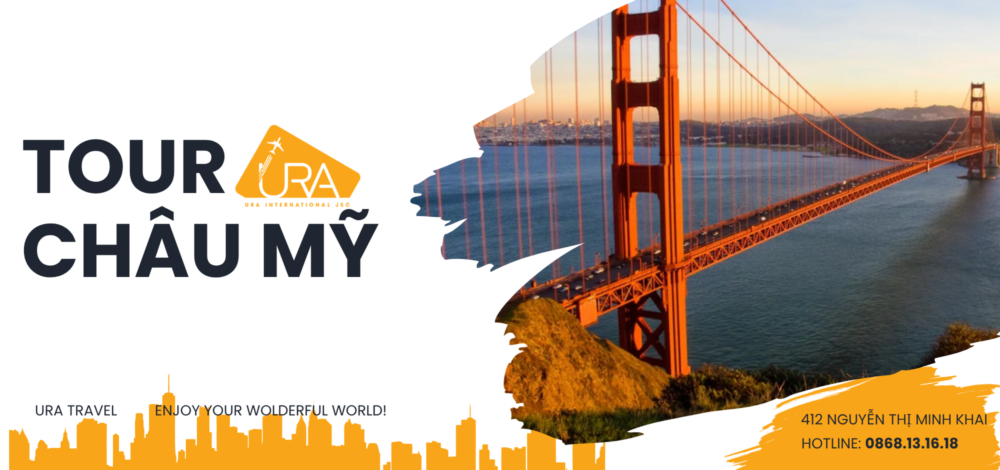 TOUR
URA
URA INTERNATIONAL JSC
CHÂU MỸ
URA TRAVEL
ENJOY YOUR WOLDERFUL WORLD!
412 NGUYỄN THỊ MINH KHAI
HOTLINE: 0868.13.16.18